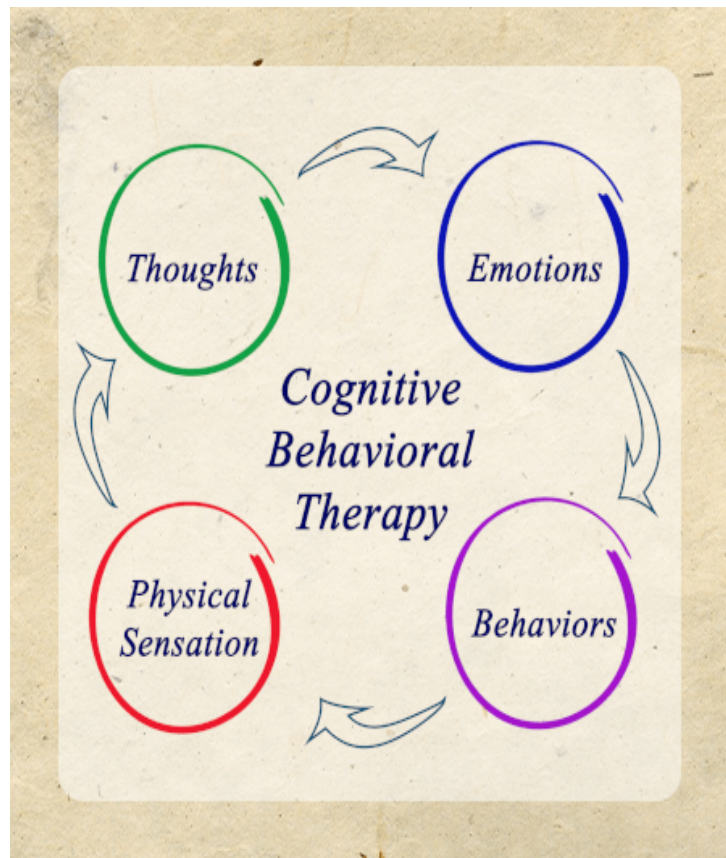 Thoughts
Emotions
Cognitive
Behavioral
Therapy
Physical
Sensation
Behaviors